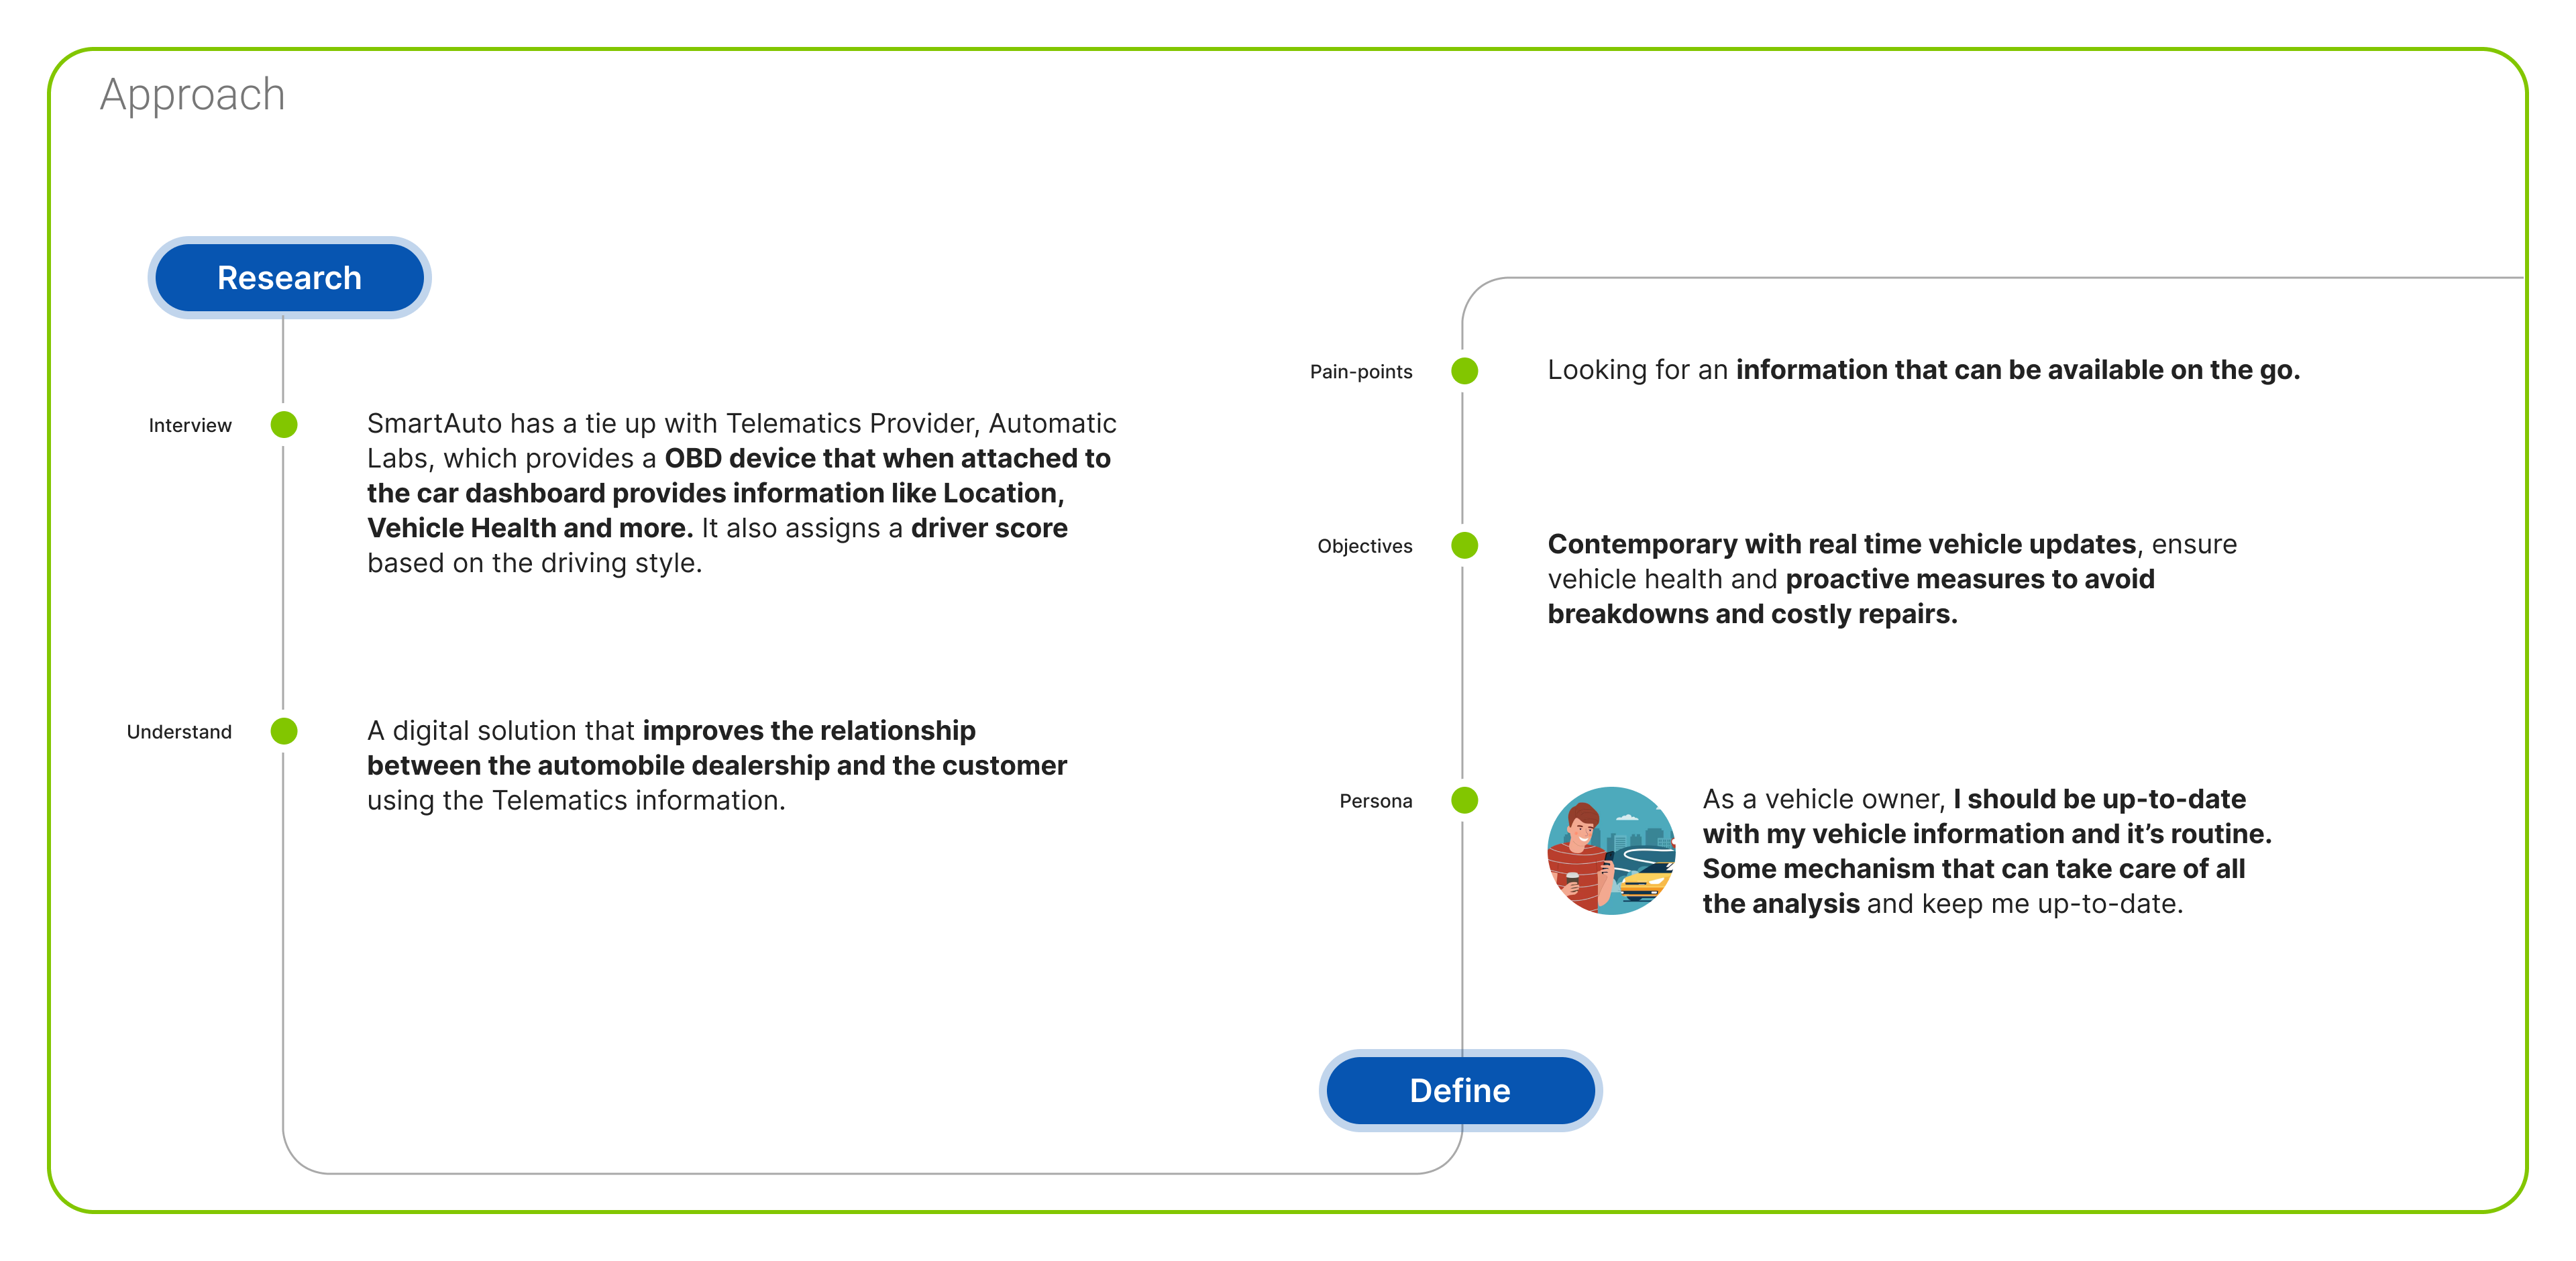 Approach
Research
Interview
SmartAuto has a tie up with Telematics Provider, Automatic
Labs, which provides a OBD device that when attached to
the car dashboard provides information like Location,
Vehicle Health and more. It also assigns a driver score
based on the driving style.
Understand
A digital solution that improves the relationship
between the automobile dealership and the customer
using the Telematics information.
Pain-points
Looking for an information that can be available on the go.
Objectives
Contemporary with real time vehicle updates, ensure
vehicle health and proactive measures to avoid
breakdowns and costly repairs.
Persona
As a vehicle owner, I should be up-to-date
with my vehicle information and it’s routine.
Some mechanism that can take care of all
the analysis and keep me up-to-date.
Define